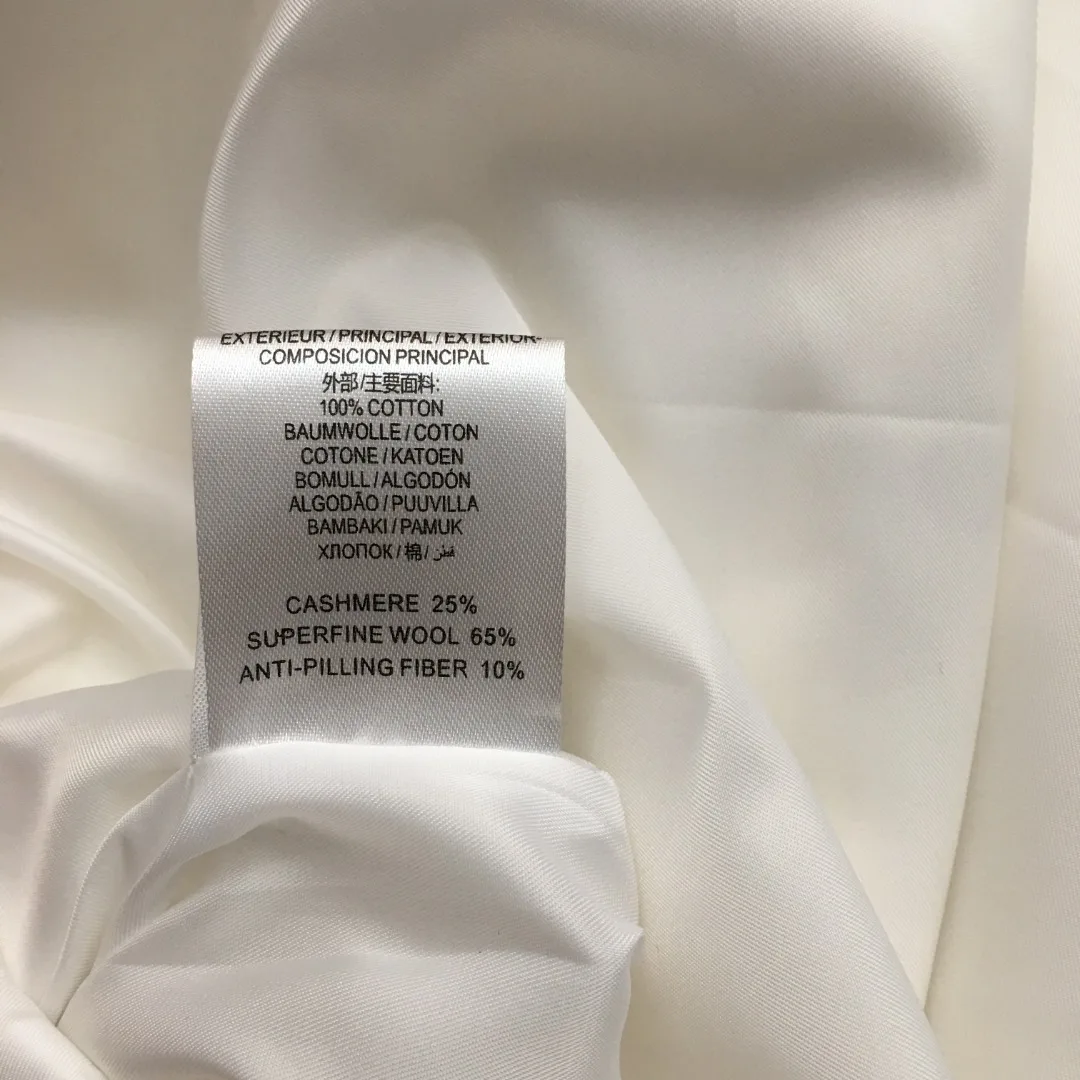 EXTERIEUR / PRINCIPAL / EXTERIOR-
COMPOSICION PRINCIPAL
外部/主要面料:
100% COTTON
BAUMWOLLE / COTON
COTONE / KATOEN
BOMULL / ALGODÓN
ALGODÃO / PUUVILLA
BAMBAKI / PAMUK
ХЛОПОК / 棉 /
CASHMERE 25%
SUPERFINE WOOL 65%
ANTI-PILLING FIBER 10%